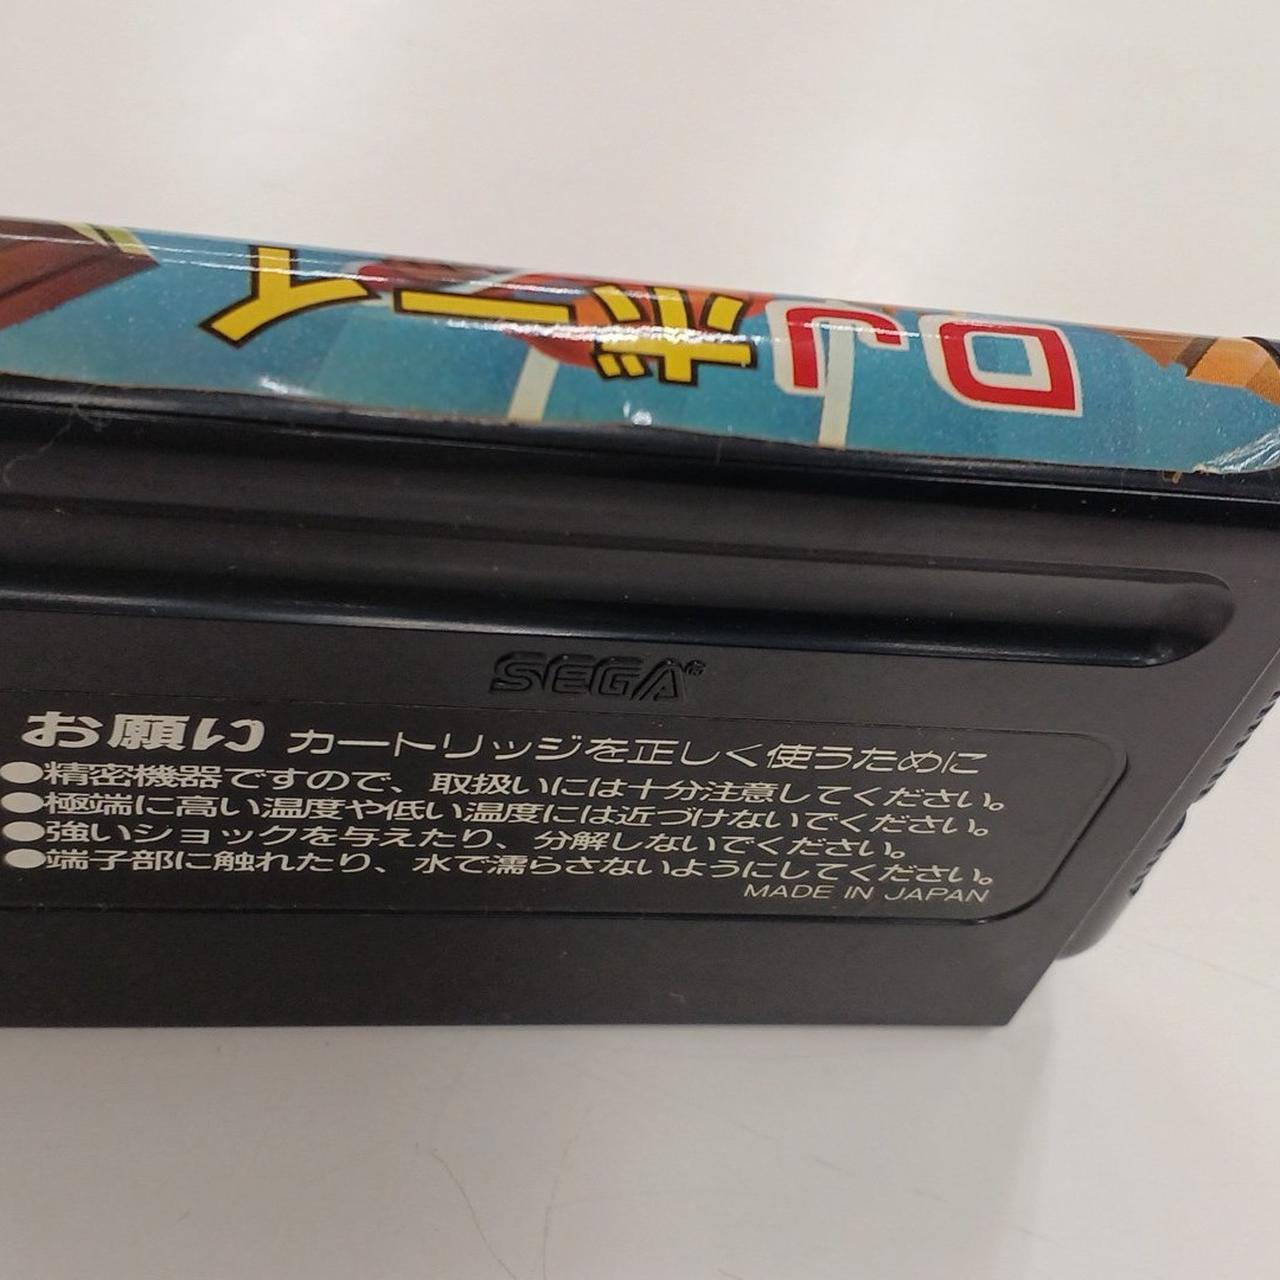 DJボーイ
SEGA®
お願い カートリッジを正しく使うために
●精密機器ですので、取扱いには十分注意してください。
●極端に高い温度や低い温度には近づけないでください。
●強いショックを与えたり、分解しないでください。
●端子部に触れたり、水で濡らさないようにしてください。
MADE IN JAPAN